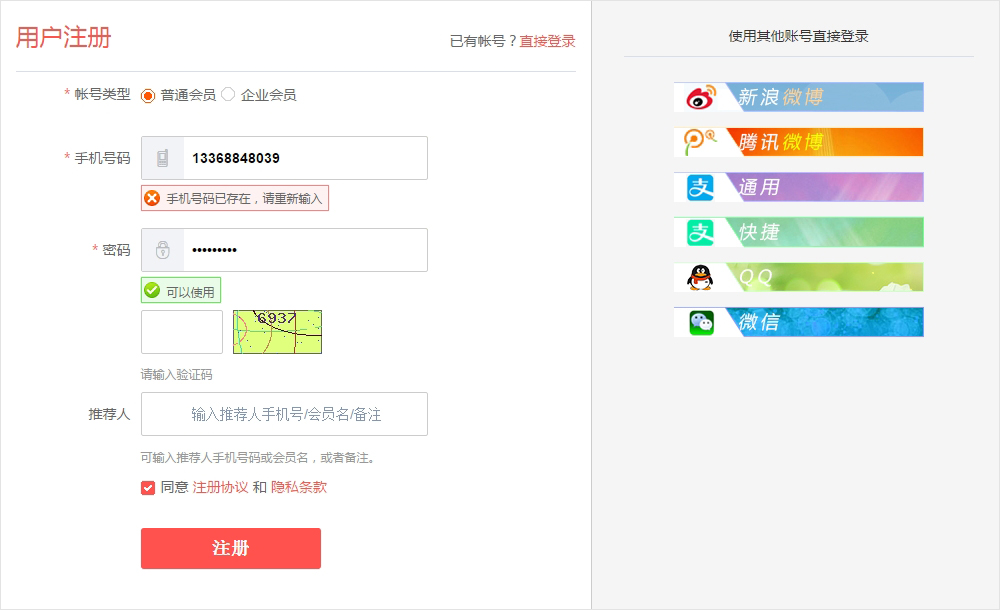 用户注册
已有帐号？直接登录
* 帐号类型 普通会员 企业会员
* 手机号码 13368848039
手机号码已存在，请重新输入
* 密码 •••••••••
可以使用
6937
请输入验证码
推荐人 输入推荐人手机号/会员名/备注
可输入推荐人手机号码或会员名，或者备注。
同意 注册协议 和 隐私条款
注册
使用其他账号直接登录
新浪微博
腾讯微博
支 通用
支 快捷
QQ
微信